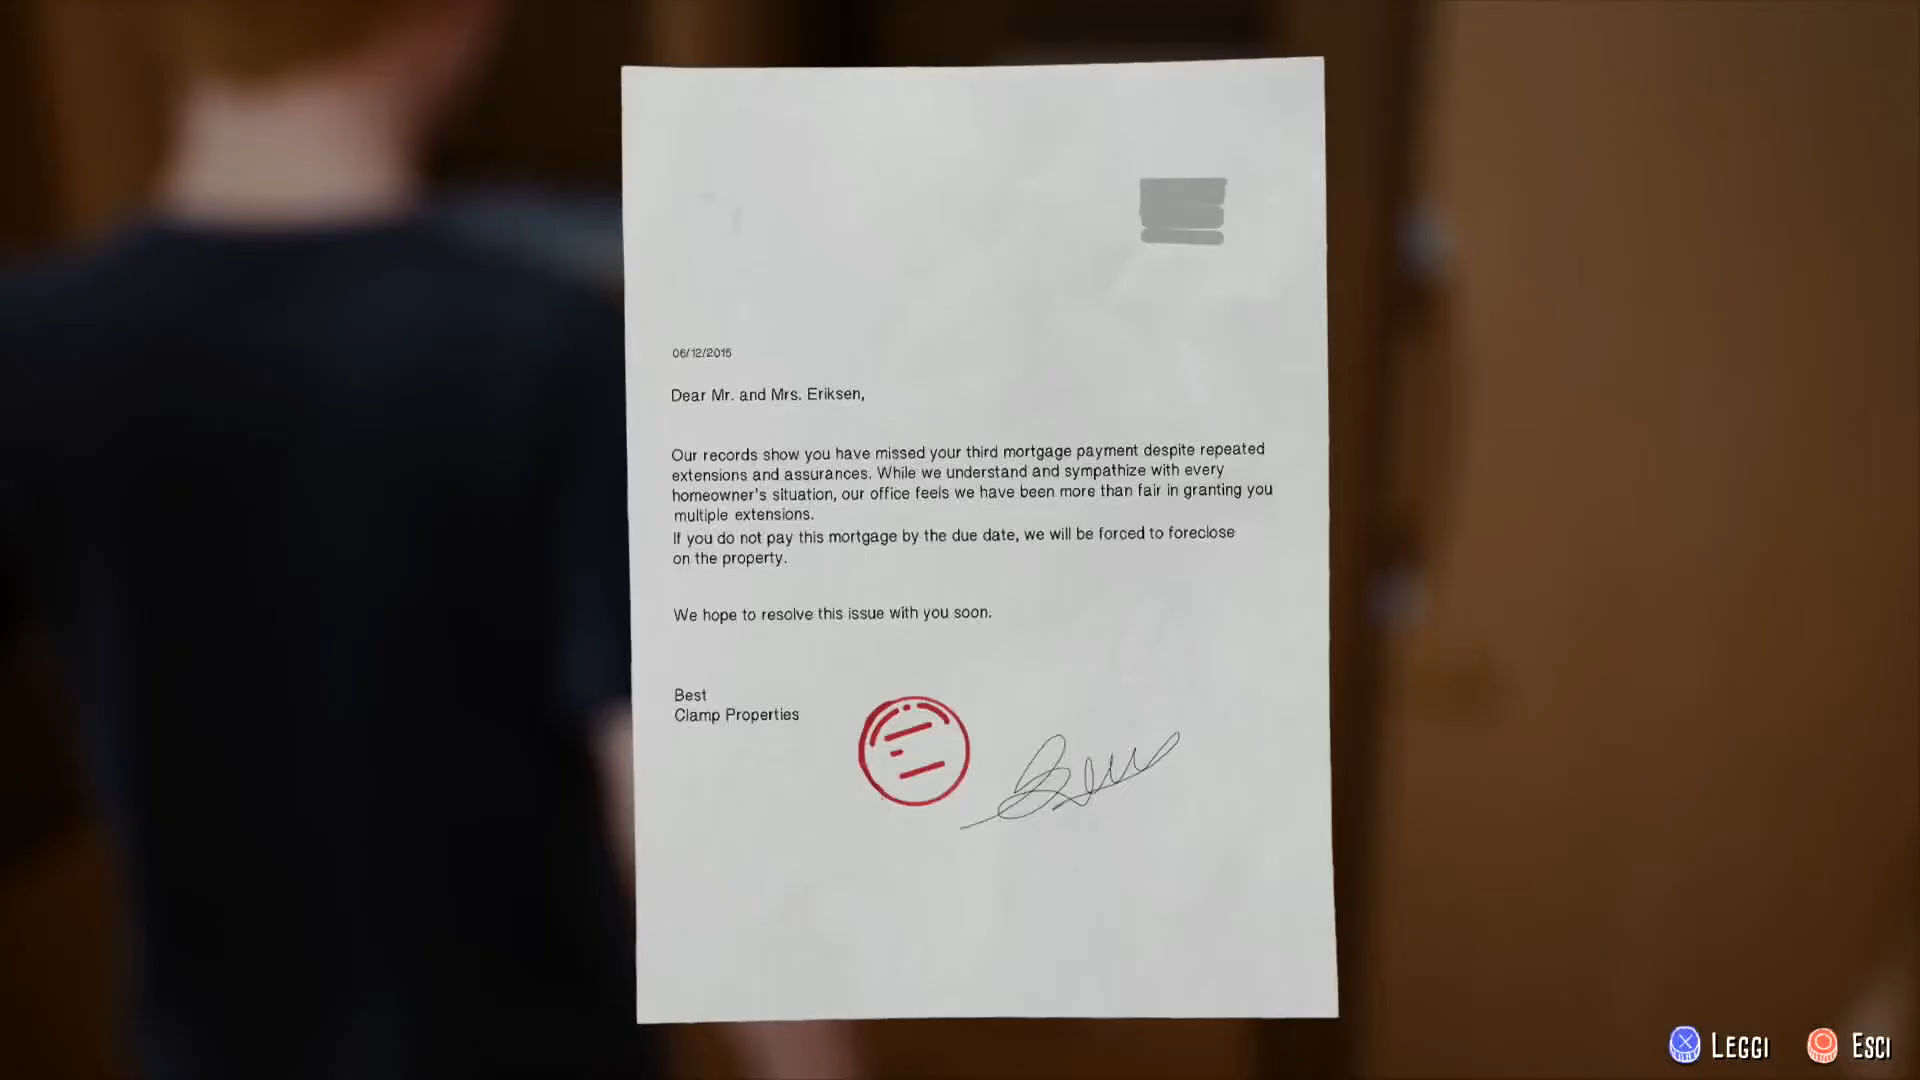 06/12/2015
Dear Mr. and Mrs. Eriksen,
Our records show you have missed your third mortgage payment despite repeated
extensions and assurances. While we understand and sympathize with every
homeowner's situation, our office feels we have been more than fair in granting you
multiple extensions.
If you do not pay this mortgage by the due date, we will be forced to foreclose
on the property.
We hope to resolve this issue with you soon.
Best
Clamp Properties
LEGGI
ESCI